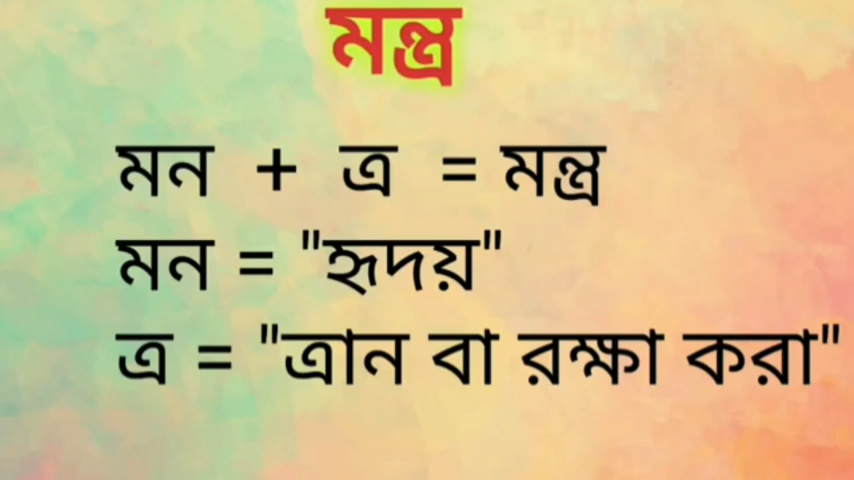 মন্ত্র
মন + ত্র = মন্ত্র
মন = "হৃদয়"
ত্র = "ত্রান বা রক্ষা করা"